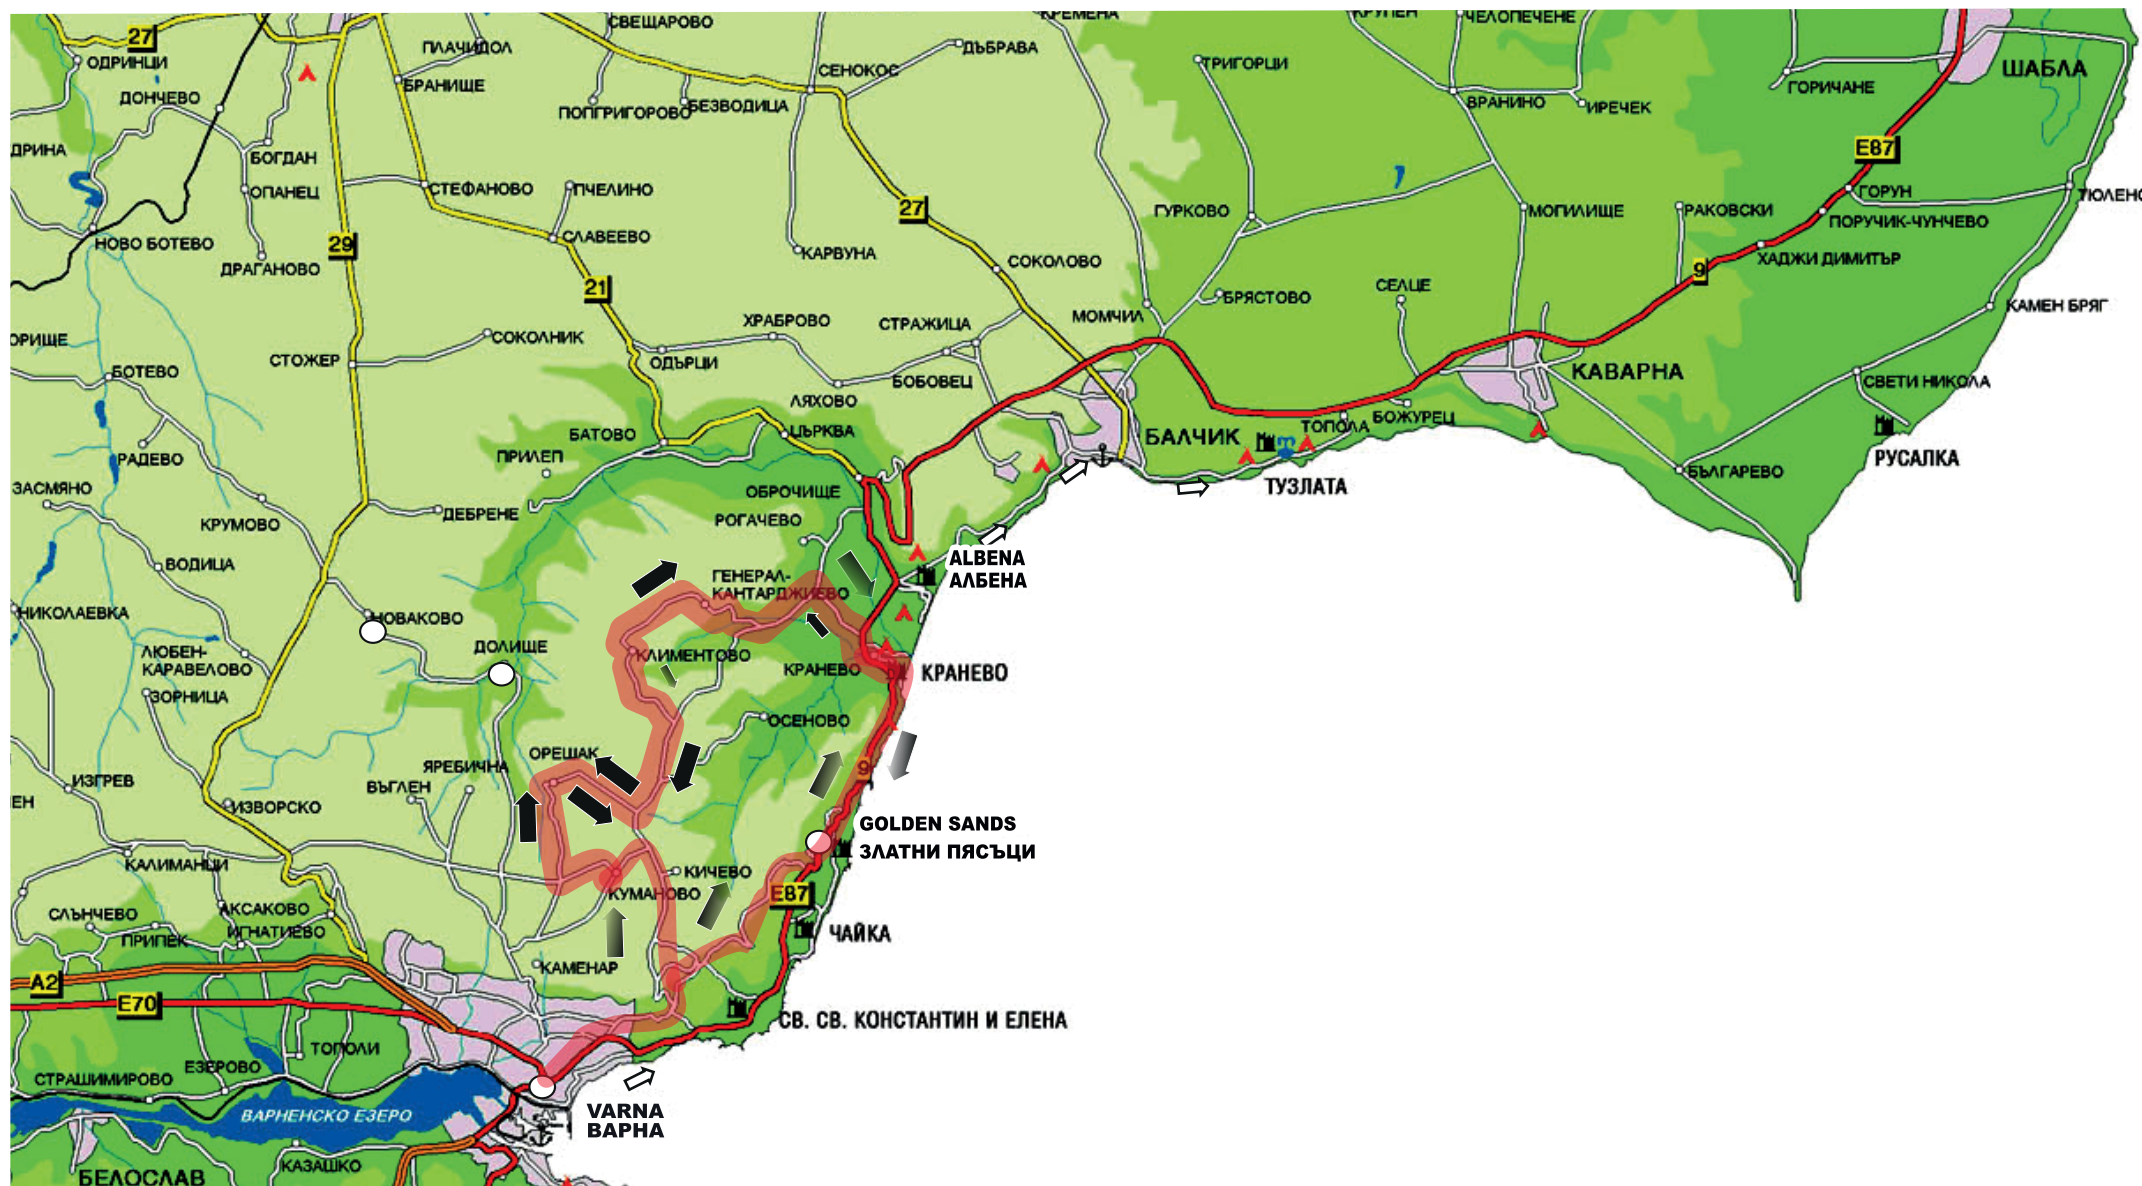 СВЕЩАРОВО
КРЕМЕНА
КРУПЕН
ЧЕЛОПЕЧЕНЕ
27
ОДРИНЦИ
ПЛАЧИДОЛ
ДЪБРАВА
СЕНОКОС
ТРИГОРЦИ
ШАБЛА
ДОНЧЕВО
БРАНИЩЕ
ПОПГРИГОРОВО
БЕЗВОДИЦА
ВРАНИНО
ИРЕЧЕК
ГОРИЧАНЕ
ДРИНА
БОГДАН
E87
ОПАНЕЦ
СТЕФАНОВО
ПЧЕЛИНО
27
ГУРКОВО
МОГИЛИЩЕ
РАКОВСКИ
ГОРУН
ТЮЛЕНО
ПОРУЧИК-ЧУНЧЕВО
НОВО БОТЕВО
29
СЛАВЕЕВО
КАРВУНА
СОКОЛОВО
ХАДЖИ ДИМИТЪР
ДРАГАНОВО
21
9
БРЯСТОВО
СЕЛЦЕ
КАМЕН БРЯГ
ОРИЩЕ
СТОЖЕР
СОКОЛНИК
ХРАБРОВО
СТРАЖИЦА
МОМЧИЛ
БОТЕВО
ОДЪРЦИ
БОБОВЕЦ
КАВАРНА
СВЕТИ НИКОЛА
ЛЯХОВО
БАТОВО
ЦЪРКВА
БАЛЧИК
ТОПОЛА
БОЖУРЕЦ
РАДЕВО
ПРИЛЕП
БЪЛГАРЕВО
РУСАЛКА
ЗАСМЯНО
КРУМОВО
ДЕБРЕНЕ
ОБРОЧИЩЕ
ТУЗЛАТА
РОГАЧЕВО
ВОДИЦА
ALBENA
АЛБЕНА
ГЕНЕРАЛ-
КАНТАРДЖИЕВО
НИКОЛАЕВКА
НОВАКОВО
ЛЮБЕН-
КАРАВЕЛОВО
ДОЛИЩЕ
КЛИМЕНТОВО
КРАНЕВО
КРАНЕВО
ЗОРНИЦА
ОСЕНОВО
ИЗГРЕВ
ЕН
ИЗВОРСКО
ВЪГЛЕН
ЯРЕБИЧНА
ОРЕШАК
9
GOLDEN SANDS
ЗЛАТНИ ПЯСЪЦИ
КАЛИМАНЦИ
КИЧЕВО
КУМАНОВО
E87
СЛЪНЧЕВО
АКСАКОВО
ПРИПЕК
ИГНАТИЕВО
ЧАЙКА
КАМЕНАР
A2
E70
СВ. СВ. КОНСТАНТИН И ЕЛЕНА
ТОПОЛИ
ЕЗЕРОВО
СТРАШИМИРОВО
ВАРНЕНСКО ЕЗЕРО
VARNA
ВАРНА
КАЗАШКО
БЕЛОСЛАВ